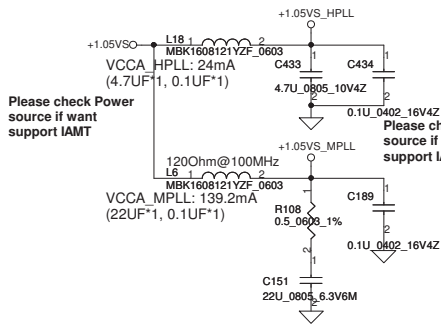 +1.05VS_HPLL
+1.05VS
L18
1
2
MBK1608121YZF_0603
VCCA_HPLL: 24mA
(4.7UF*1, 0.1UF*1)
C433
4.7U_0805_10V4Z
1
2
C434
0.1U_0402_16V4Z
1
2
Please check Power
source if want
support IAMT
Please ch
source if
support IA
+1.05VS_MPLL
120Ohm@100MHz
L6
1
2
MBK1608121YZF_0603
VCCA_MPLL: 139.2mA
(22UF*1, 0.1UF*1)
R108
0.5_0603_1%
1
2
C189
0.1U_0402_16V4Z
1
2
C151
22U_0805_6.3V6M
1
2